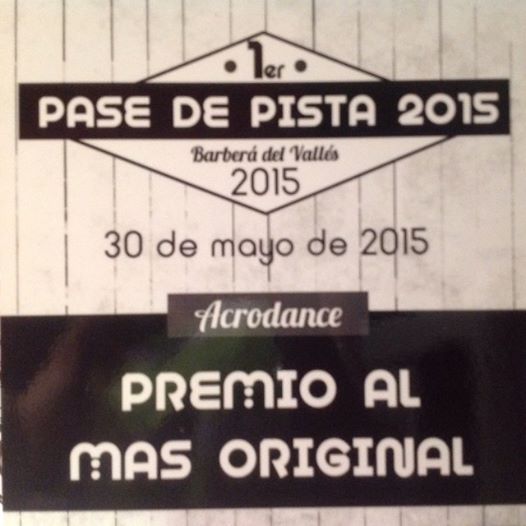 1er
PASE DE PISTA 2015
Barberá del Vallés
2015
30 de mayo de 2015
Acrodance
PREMIO AL
MAS ORIGINAL